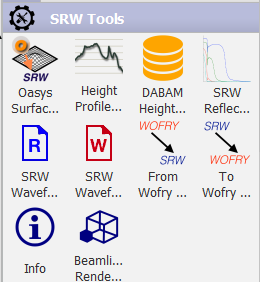 SRW Tools
SRW
Oasys
Surfac...
Height
Profile...
DABAM
Height...
SRW
Reflec...
R
SRW
Wavef...
W
SRW
Wavef...
WOFRY
SRW
From
Wofry ...
SRW
WOFRY
To
Wofry ...
i
Info
Beamli...
Rende...